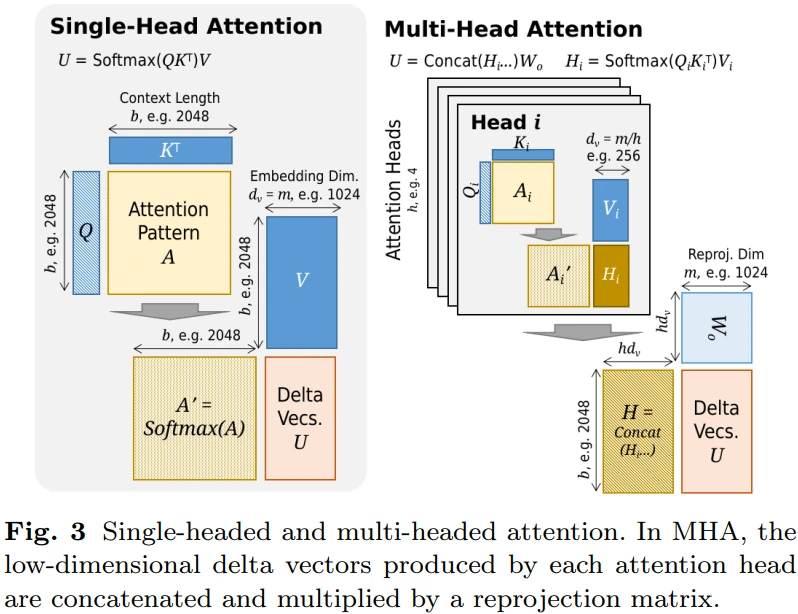 Single-Head Attention
U = Softmax(QKᵀ)V
Context Length
b, e.g. 2048
Kᵀ
b, e.g. 2048
Q
Attention
Pattern
A
Embedding Dim.
dᵥ = m, e.g. 1024
b, e.g. 2048
V
b, e.g. 2048
A′ =
Softmax(A)
Delta
Vecs.
U
Multi-Head Attention
U = Concat(Hᵢ...)Wₒ Hᵢ = Softmax(QᵢKᵢᵀ)Vᵢ
Attention Heads
h, e.g. 4
Head i
Kᵢ
Qᵢ
Aᵢ
dᵥ = m/h
e.g. 256
Vᵢ
Aᵢ′
Hᵢ
Reproj. Dim
m, e.g. 1024
hdᵥ
Wₒ
hdᵥ
b, e.g. 2048
H =
Concat
(Hᵢ...)
Delta
Vecs.
U
Fig. 3 Single-headed and multi-headed attention. In MHA, the
low-dimensional delta vectors produced by each attention head
are concatenated and multiplied by a reprojection matrix.